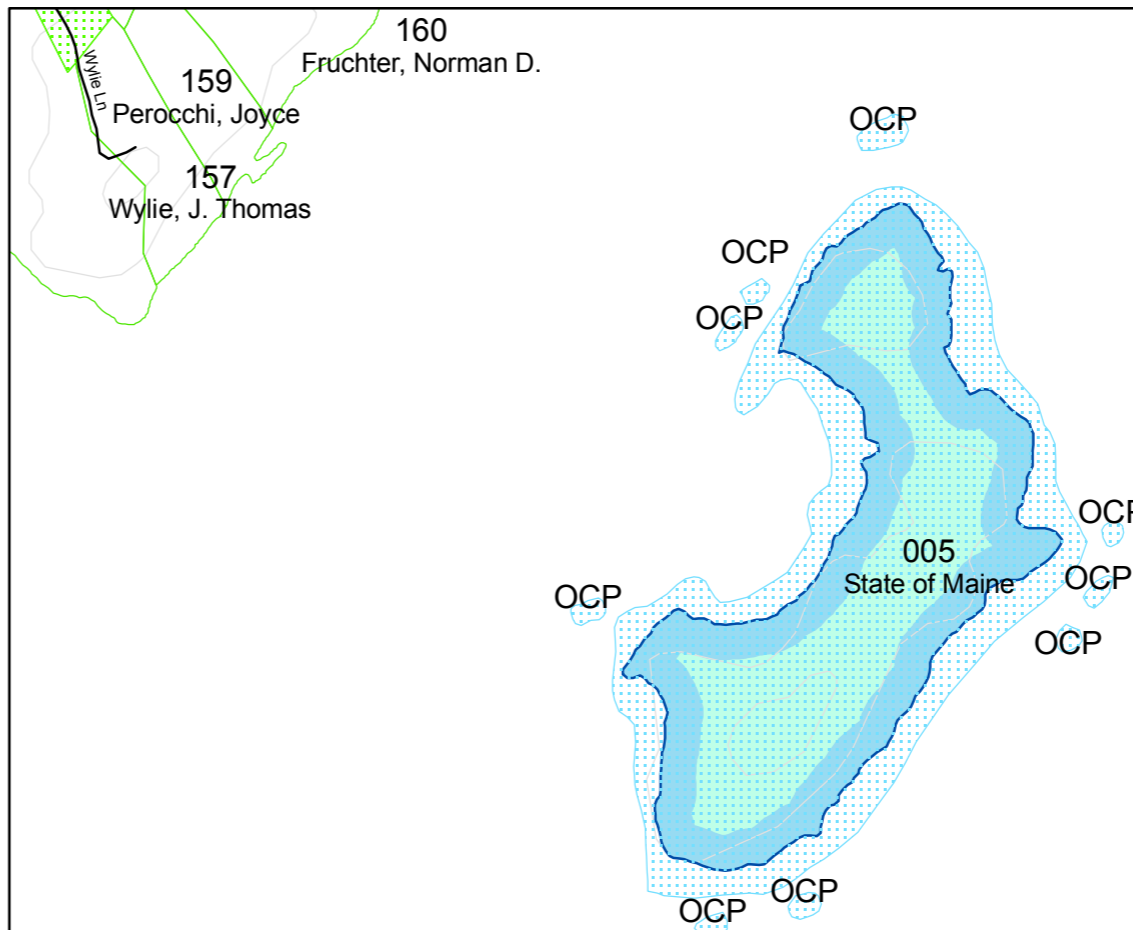 160
Fruchter, Norman D.
Wylie Ln
159
Perocchi, Joyce
157
Wylie, J. Thomas
OCP
OCP
OCP
OCP
005
State of Maine
OCP
OCP
OCP
OCP
OCP